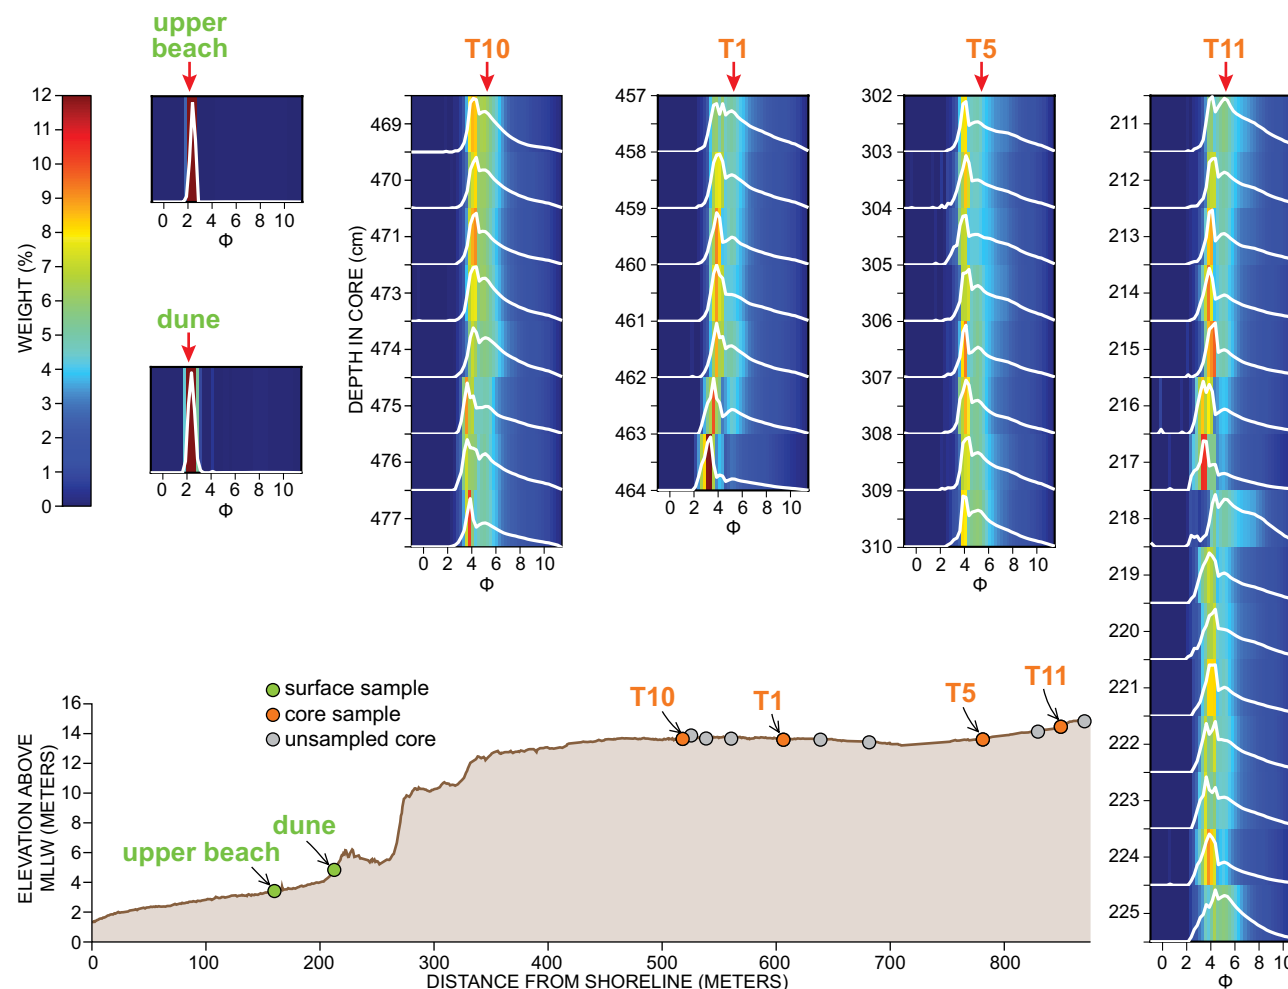 upper
beach
T10
T1
T5
T11
WEIGHT (%)
12
11
10
9
8
7
6
5
4
3
2
1
0
0 2 4 6 8 10
Φ
dune
0 2 4 6 8 10
Φ
DEPTH IN CORE (cm)
469
470
471
473
474
475
476
477
0 2 4 6 8 10
Φ
457
458
459
460
461
462
463
464
0 2 4 6 8 10
Φ
302
303
304
305
306
307
308
309
310
0 2 4 6 8 10
Φ
211
212
213
214
215
216
217
218
219
220
221
222
223
224
225
0 2 4 6 8 10
Φ
surface sample
core sample
unsampled core
ELEVATION ABOVE
MLLW (METERS)
16
14
12
10
8
6
4
2
0
upper beach
dune
T10
T1
T5
T11
0 100 200 300 400 500 600 700 800
DISTANCE FROM SHORELINE (METERS)